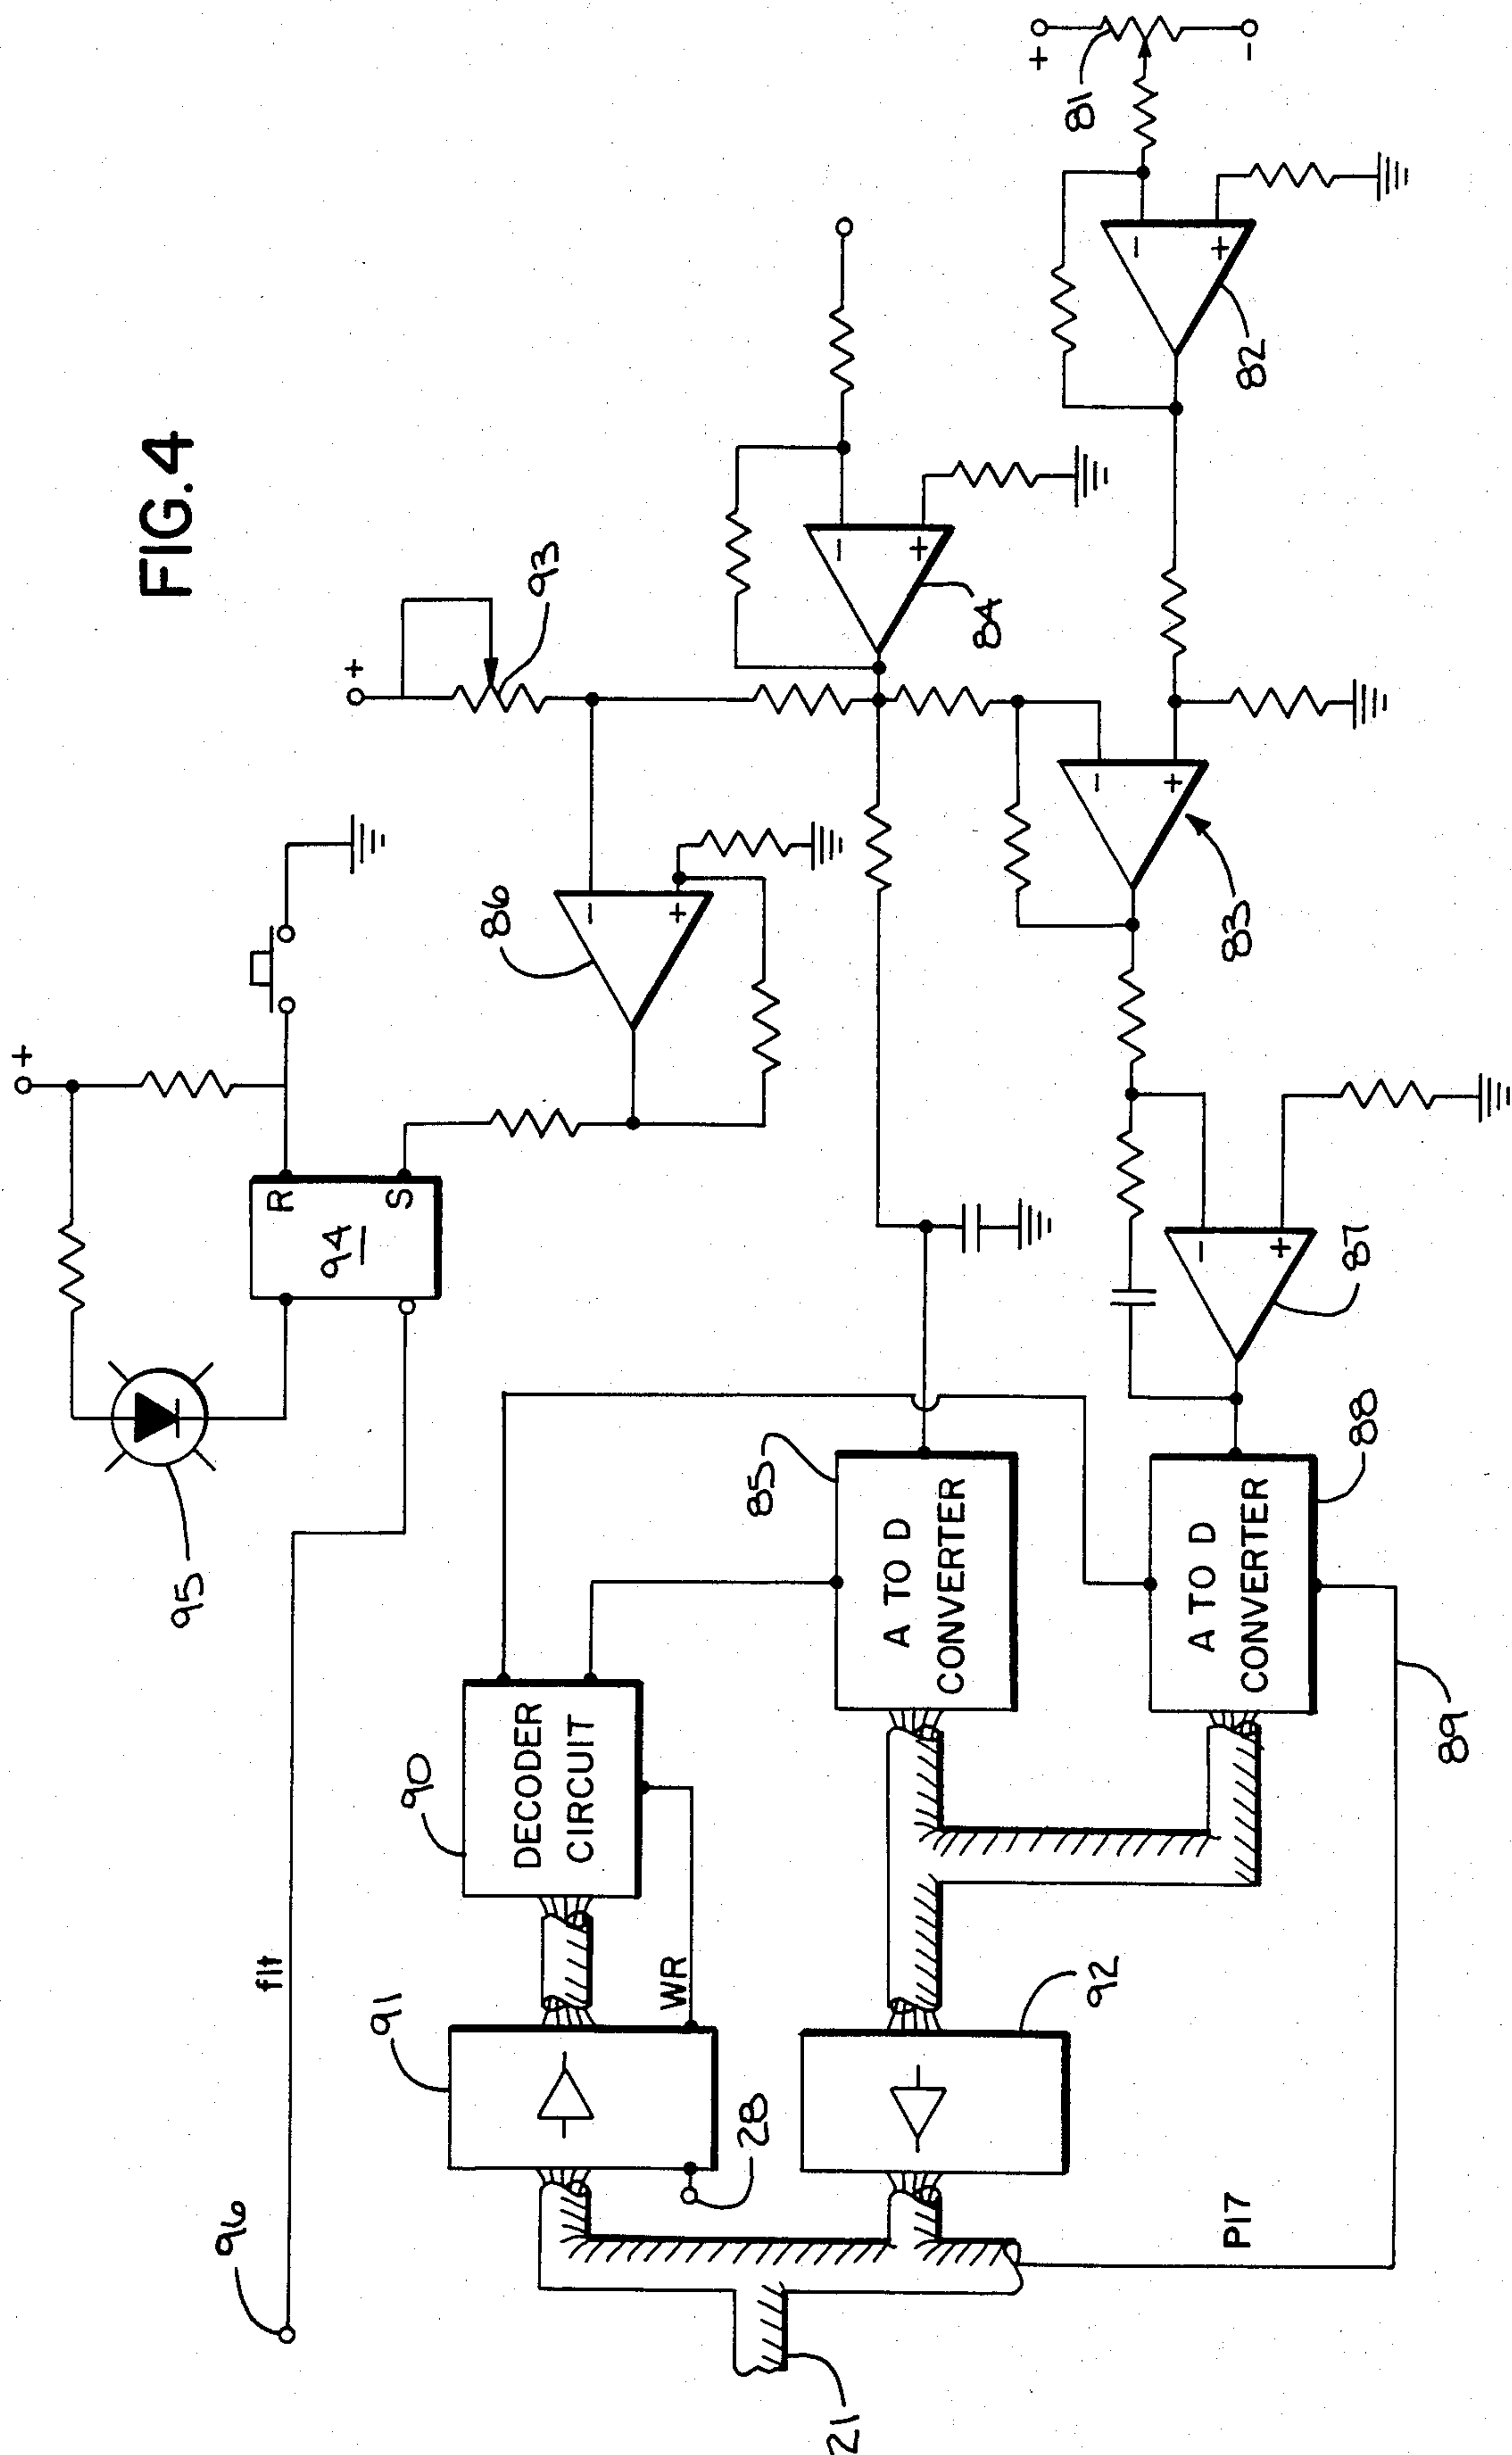 FIG. 4
+
+
-
81
82
-
+
84
-
+
93
+
83
-
+
86
-
+
+
R
S
94
95
87
-
+
85
A TO D
CONVERTER
88
A TO D
CONVERTER
89
90
DECODER
CIRCUIT
WR
flt
91
92
28
P17
96
21